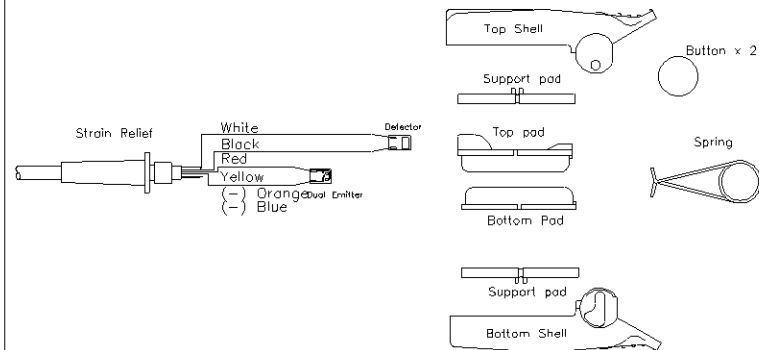 Top Shell
Button x 2
Support pad
Strain Relief
White
Detector
Black
Top pad
Red
Spring
Yellow
(-) Orange
Dual Emitter
(-) Blue
Bottom Pad
Support pad
Bottom Shell